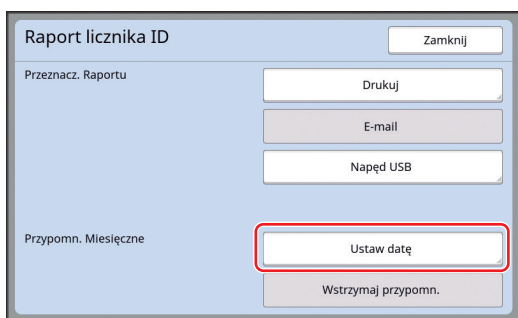 Raport licznika ID
Zamknij
Przeznacz. Raportu
Drukuj
E-mail
Napęd USB
Przypomn. Miesięczne
Ustaw datę
Wstrzymaj przypomn.